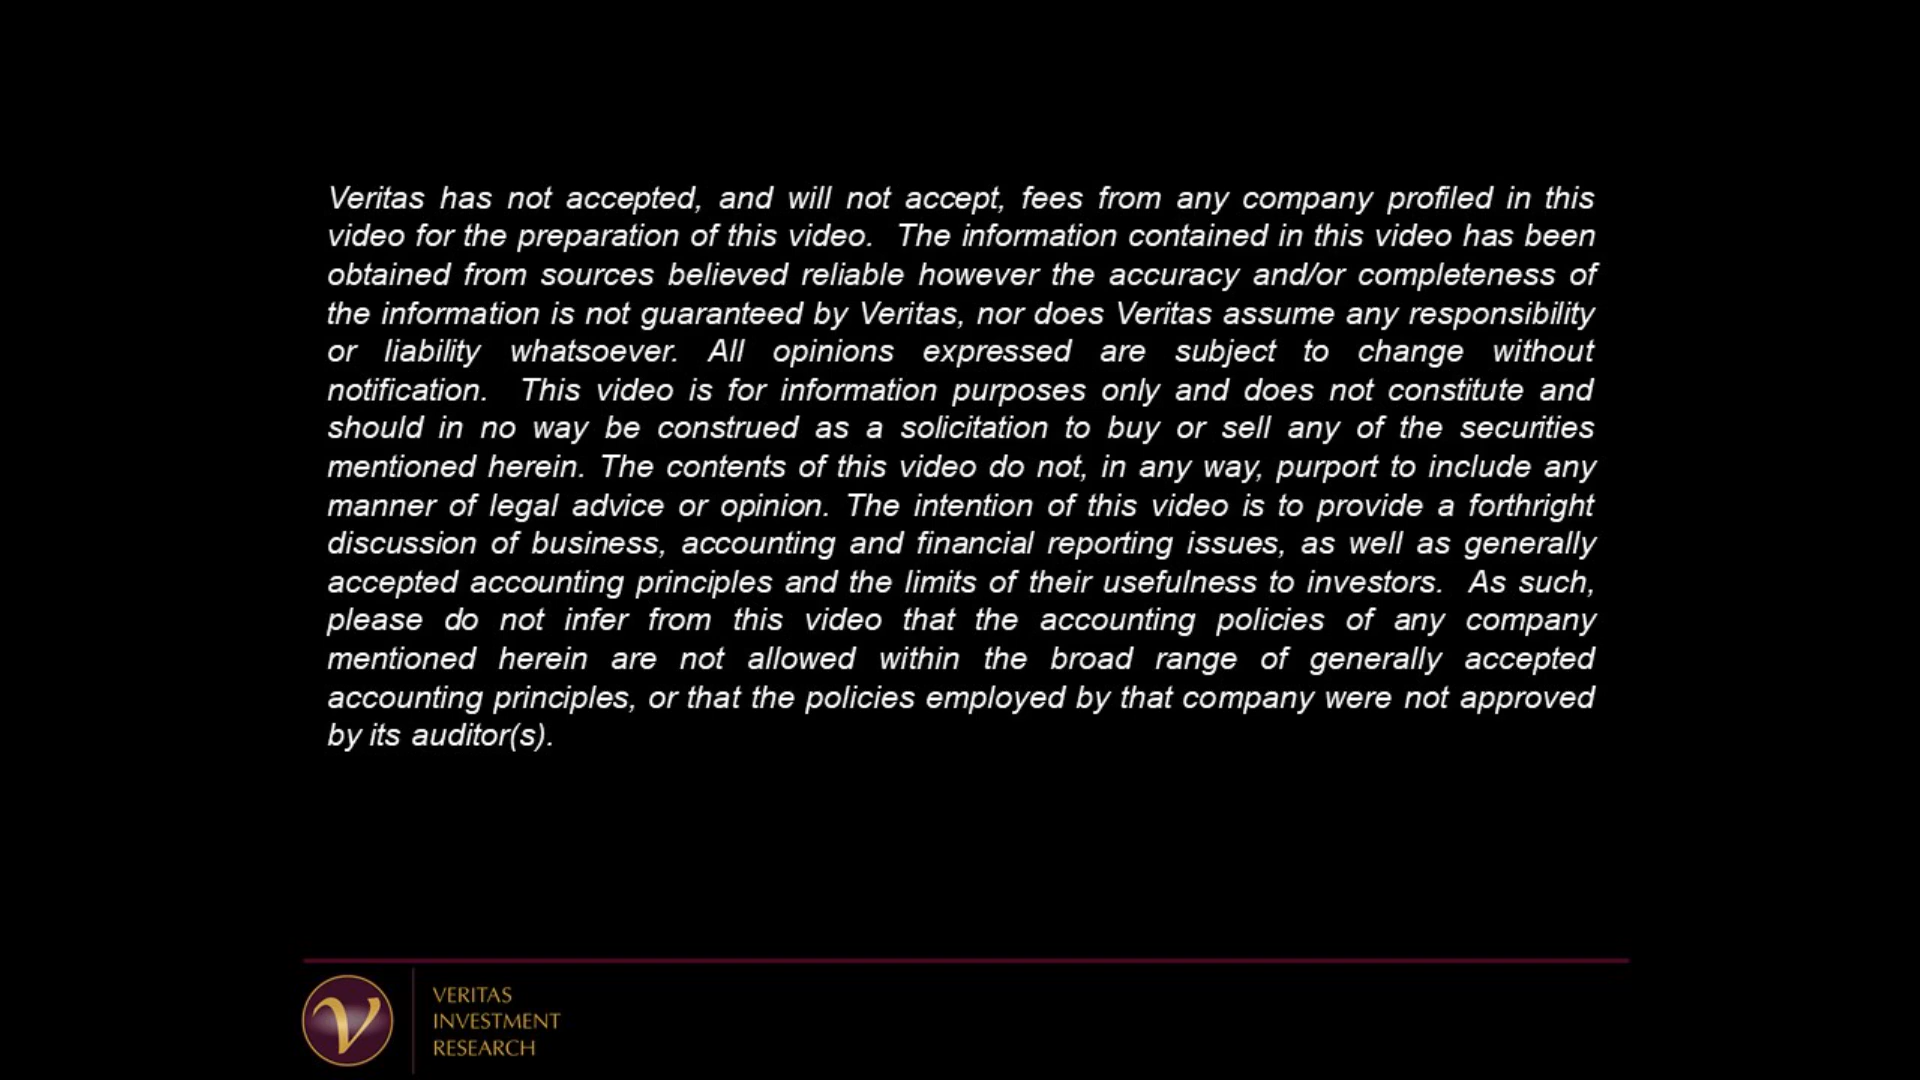 Veritas has not accepted, and will not accept, fees from any company profiled in this
video for the preparation of this video. The information contained in this video has been
obtained from sources believed reliable however the accuracy and/or completeness of
the information is not guaranteed by Veritas, nor does Veritas assume any responsibility
or liability whatsoever. All opinions expressed are subject to change without
notification. This video is for information purposes only and does not constitute and
should in no way be construed as a solicitation to buy or sell any of the securities
mentioned herein. The contents of this video do not, in any way, purport to include any
manner of legal advice or opinion. The intention of this video is to provide a forthright
discussion of business, accounting and financial reporting issues, as well as generally
accepted accounting principles and the limits of their usefulness to investors. As such,
please do not infer from this video that the accounting policies of any company
mentioned herein are not allowed within the broad range of generally accepted
accounting principles, or that the policies employed by that company were not approved
by its auditor(s).
V
VERITAS
INVESTMENT
RESEARCH